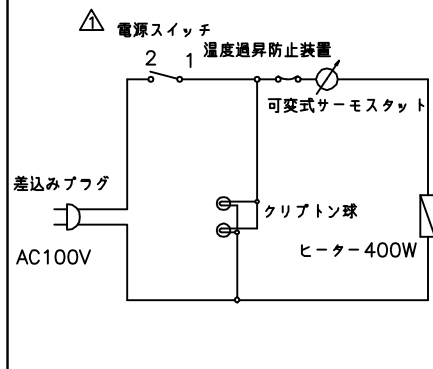 1
電源スイッチ
2 1
温度過昇防止装置
可変式サーモスタット
差込みプラグ
クリプトン球
ヒーター400W
AC100V